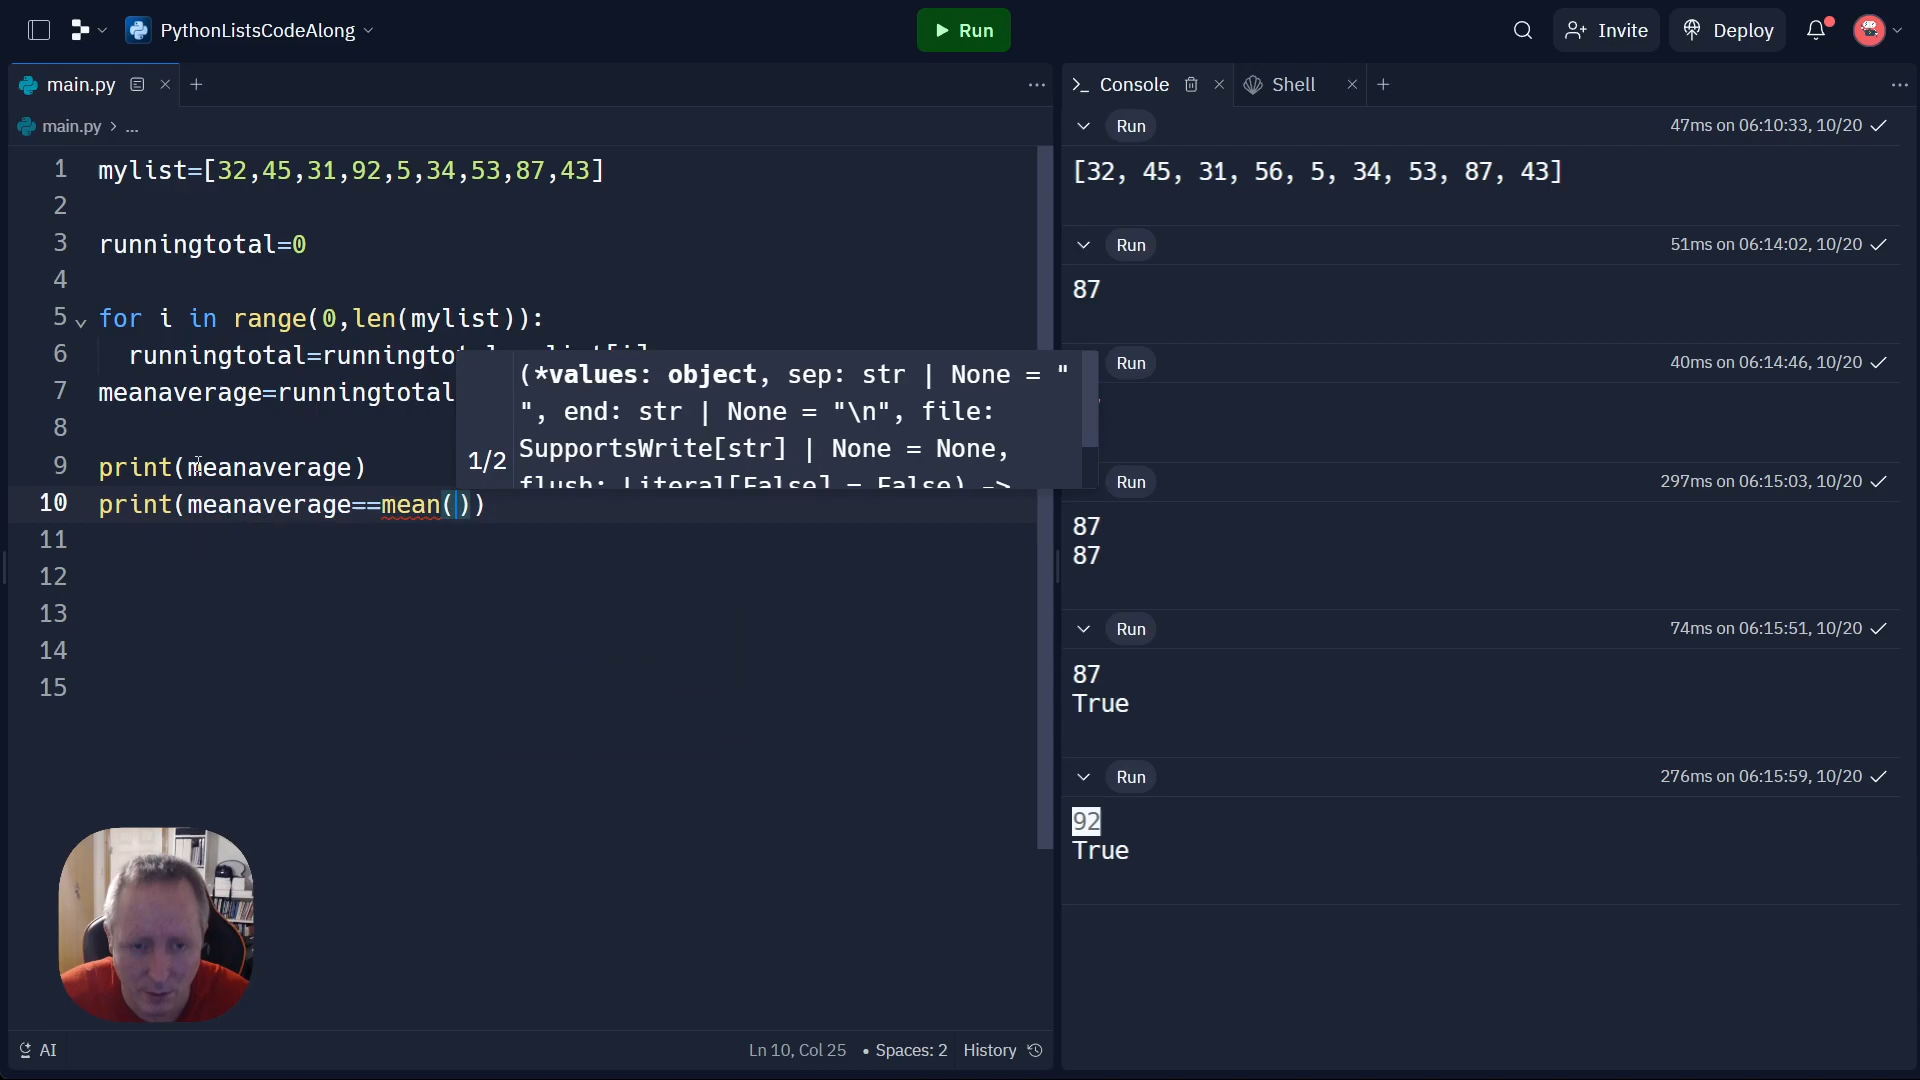 PythonListsCodeAlong
Run
Invite
Deploy
main.py
Console
Shell
main.py > ...
1 mylist=[32,45,31,92,5,34,53,87,43]
2
3 runningtotal=0
4
5 for i in range(0,len(mylist)):
6 runningtotal=runningto
7 meanaverage=runningtotal
8
9 print(meanaverage)
10 print(meanaverage==mean())
11
12
13
14
15
(*values: object, sep: str | None = "
", end: str | None = "\n", file:
SupportsWrite[str] | None = None,
flush: Literal[False] = False) ->
1/2
AI
Ln 10, Col 25 • Spaces: 2 History
Run 47ms on 06:10:33, 10/20
[32, 45, 31, 56, 5, 34, 53, 87, 43]
Run 51ms on 06:14:02, 10/20
87
Run 40ms on 06:14:46, 10/20
Run 297ms on 06:15:03, 10/20
87
87
Run 74ms on 06:15:51, 10/20
87
True
Run 276ms on 06:15:59, 10/20
92
True